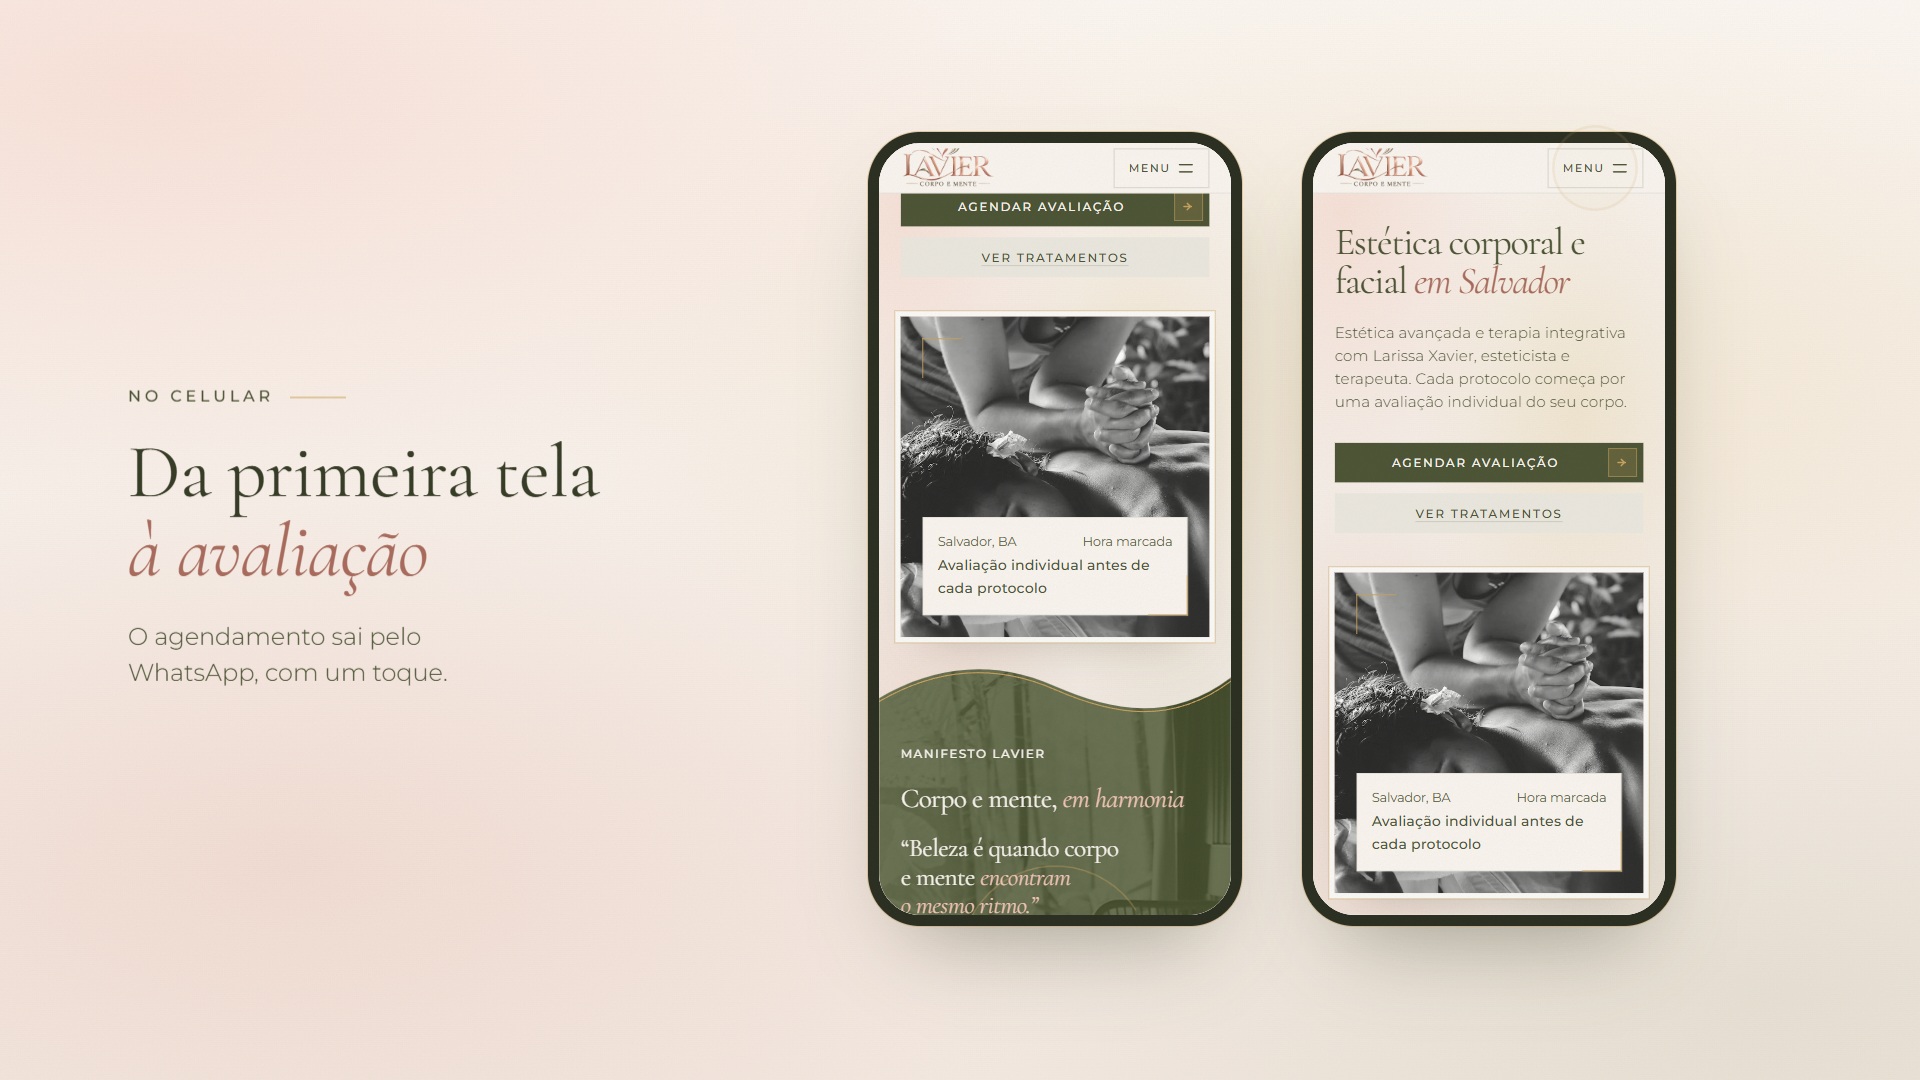 NO CELULAR
Da primeira tela
à avaliação
O agendamento sai pelo
WhatsApp, com um toque.
LAVIER
CORPO E MENTE
MENU
AGENDAR AVALIAÇÃO
VER TRATAMENTOS
Salvador, BA Hora marcada
Avaliação individual antes de
cada protocolo
MANIFESTO LAVIER
Corpo e mente, em harmonia
“Beleza é quando corpo
e mente encontram
o mesmo ritmo.”
LAVIER
CORPO E MENTE
MENU
Estética corporal e
facial em Salvador
Estética avançada e terapia integrativa
com Larissa Xavier, esteticista e
terapeuta. Cada protocolo começa por
uma avaliação individual do seu corpo.
AGENDAR AVALIAÇÃO
VER TRATAMENTOS
Salvador, BA Hora marcada
Avaliação individual antes de
cada protocolo